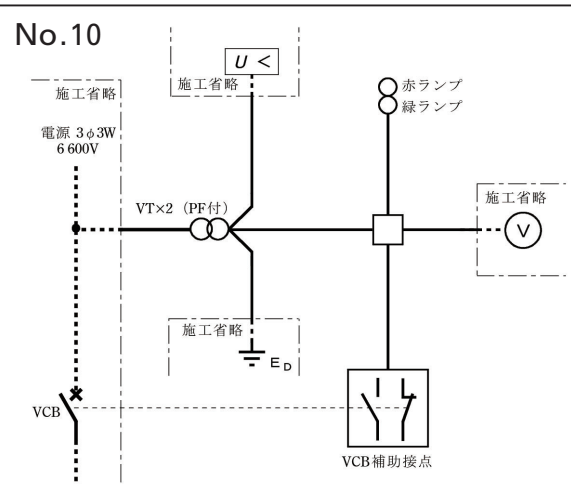 No.10
U <
施工省略
施工省略
赤ランプ
緑ランプ
電源 3φ3W
6 600V
VT×2（PF付）
施工省略
V
施工省略
E_D
VCB
VCB補助接点